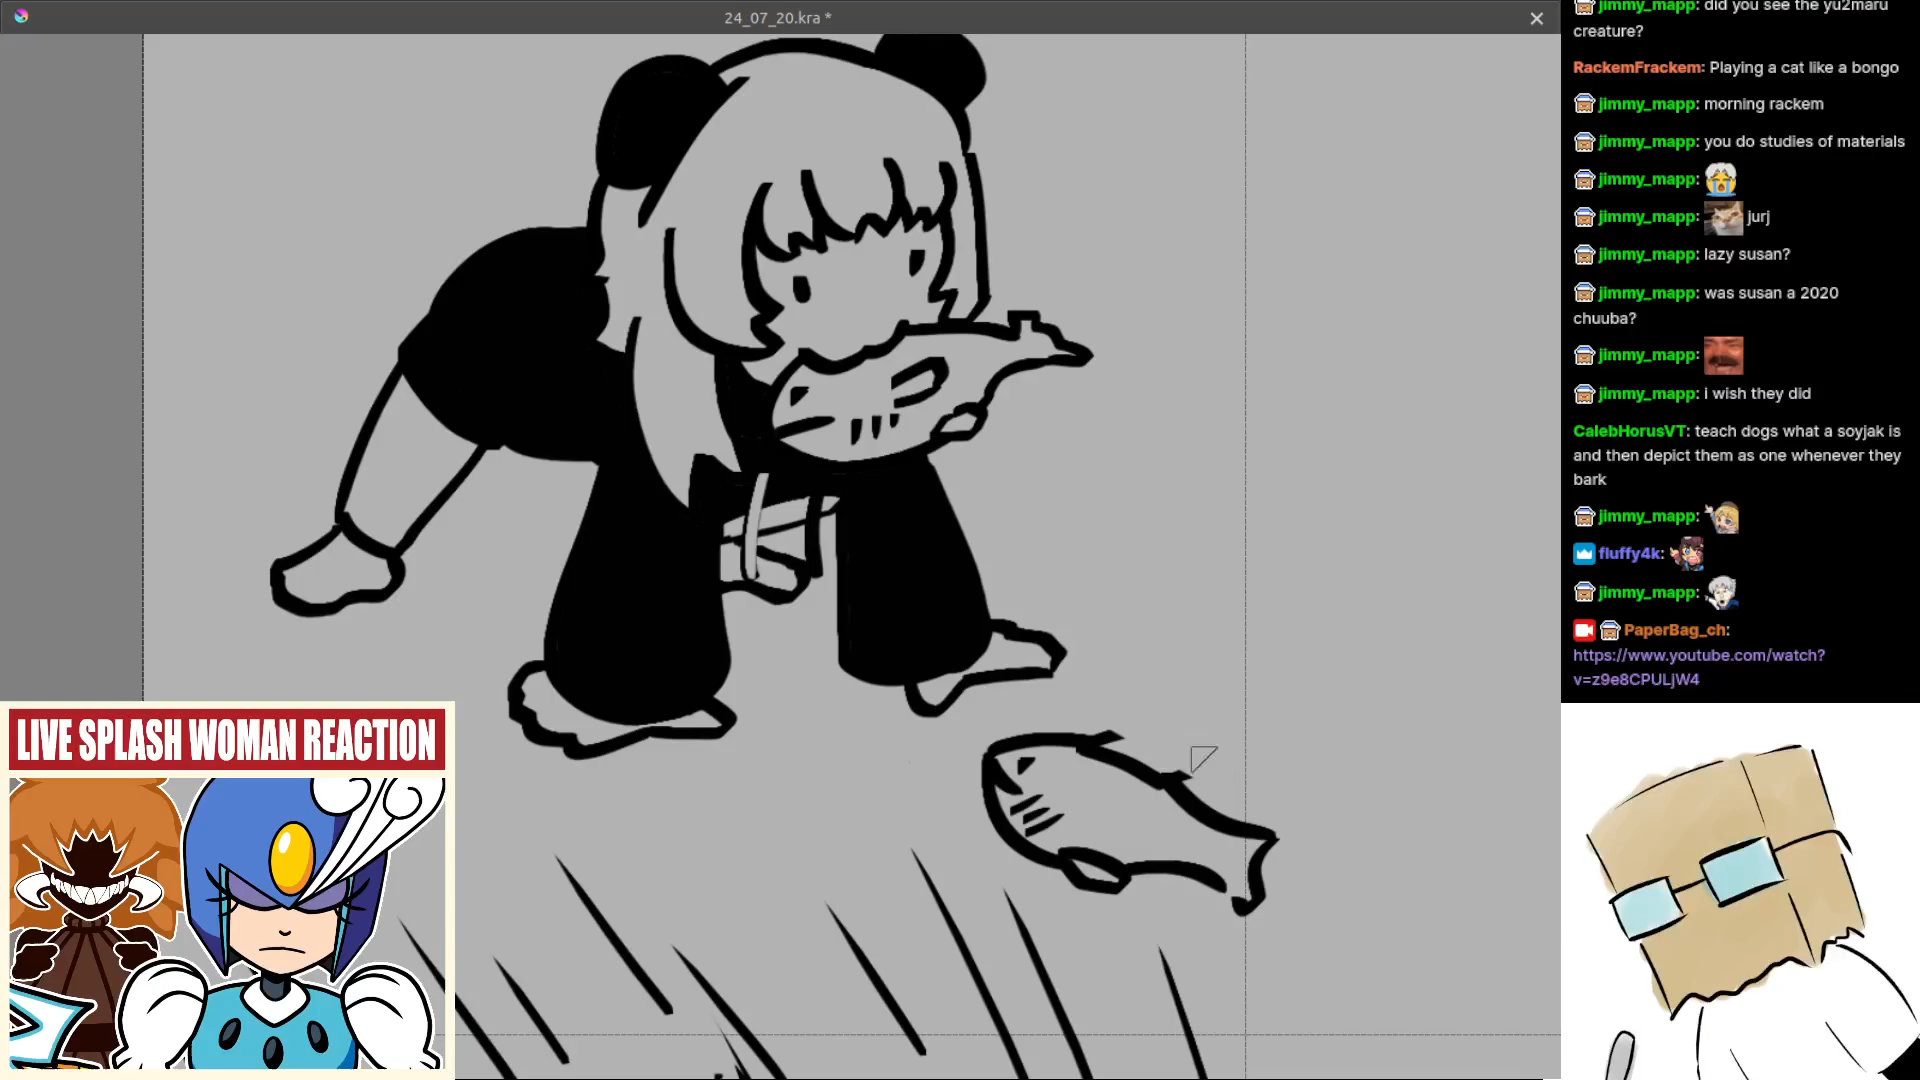 24_07_20.kra *
jimmy_mapp: did you see the yu2maru
creature?
RackemFrackem: Playing a cat like a bongo
jimmy_mapp: morning rackem
jimmy_mapp: you do studies of materials
jimmy_mapp:
jimmy_mapp: jurj
jimmy_mapp: lazy susan?
jimmy_mapp: was susan a 2020
chuuba?
jimmy_mapp:
jimmy_mapp: i wish they did
CalebHorusVT: teach dogs what a soyjak is
and then depict them as one whenever they
bark
jimmy_mapp:
fluffy4k:
jimmy_mapp:
PaperBag_ch:
https://www.youtube.com/watch?
v=z9e8CPULjW4
LIVE SPLASH WOMAN REACTION